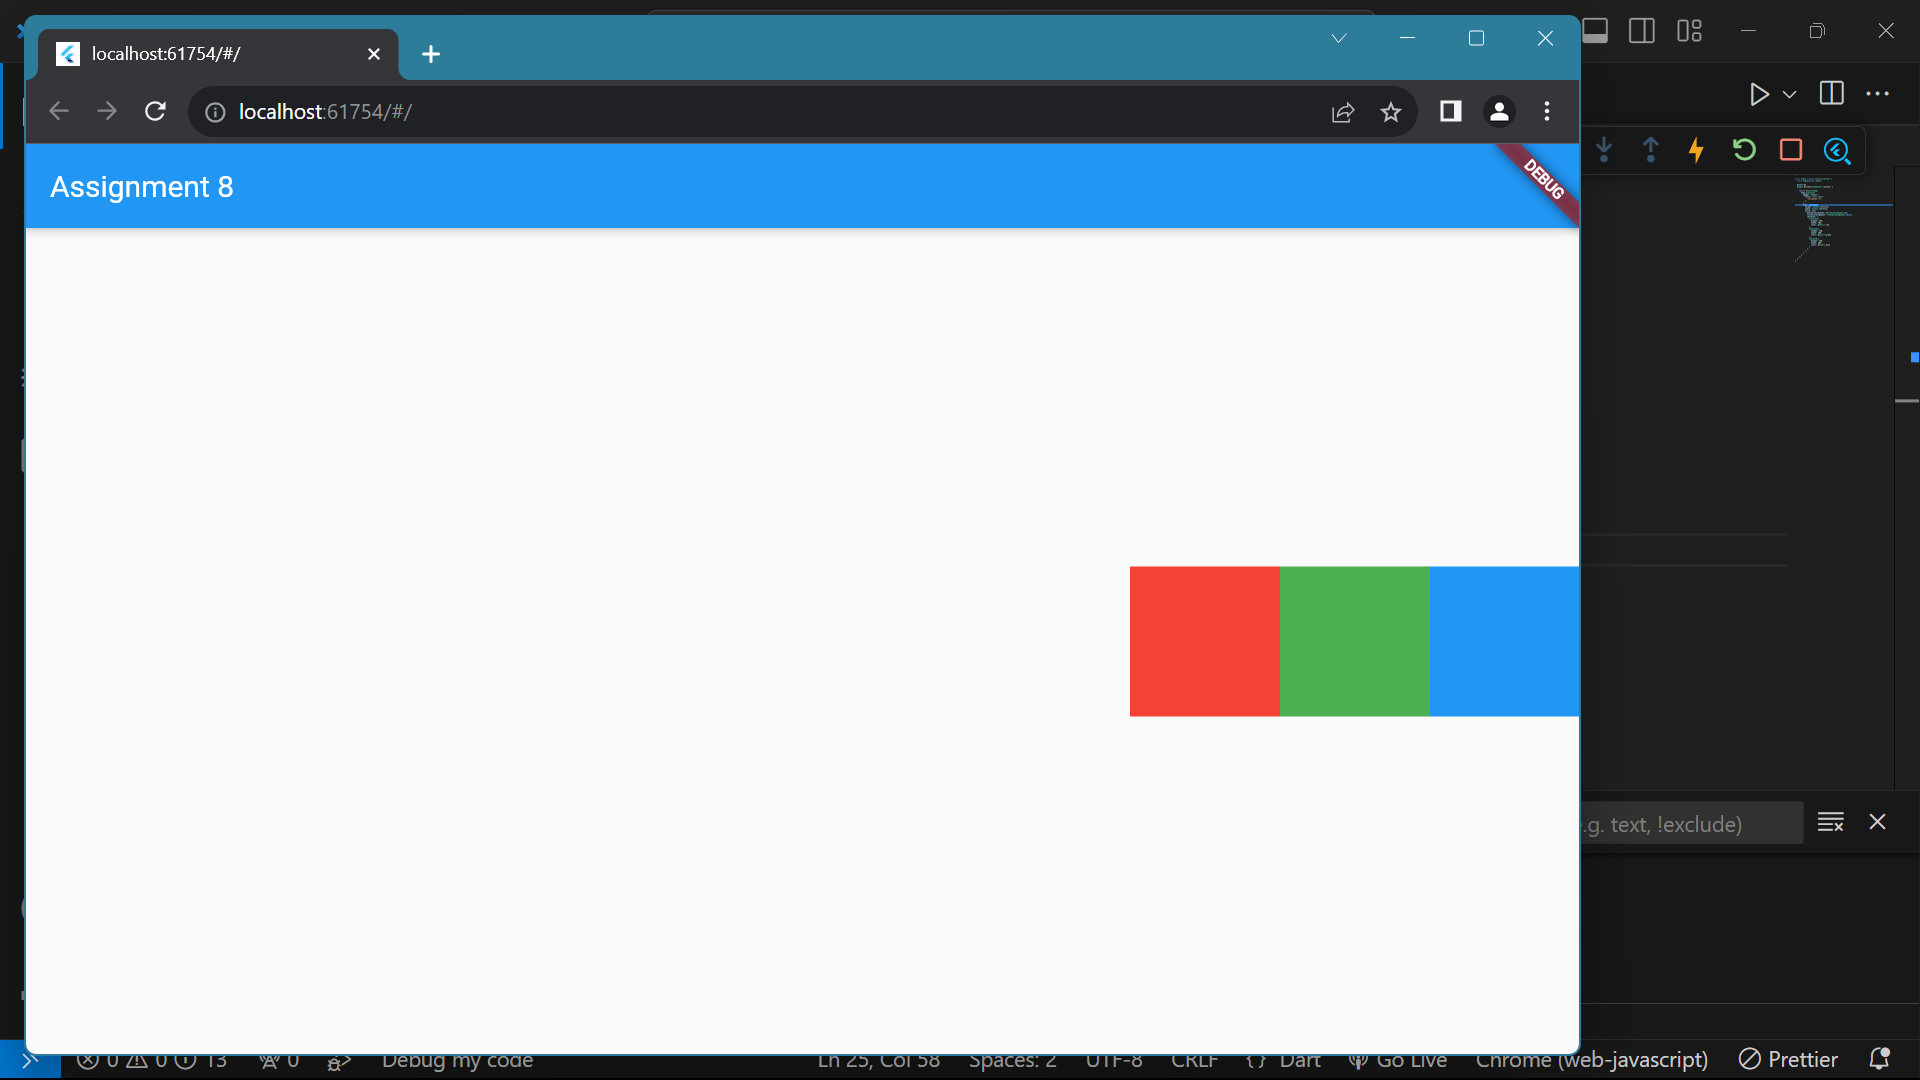 localhost:61754/#/
localhost:61754/#/
Assignment 8
DEBUG
.g. text, !exclude)
0 0 13 0 Debug my code Ln 25, Col 58 Spaces: 2 UTF-8 CRLF {} Dart Go Live Chrome (web-javascript) Prettier